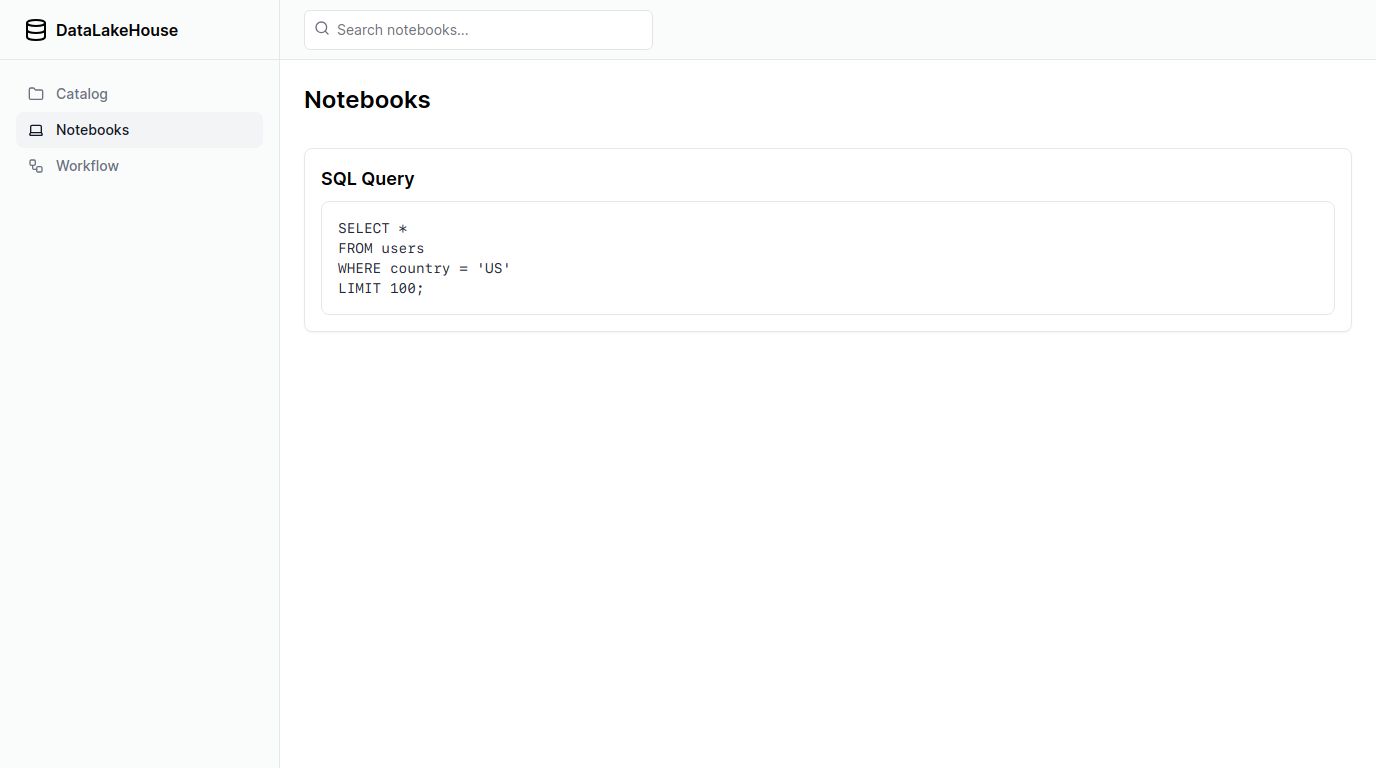 DataLakeHouse
Search notebooks...
Catalog
Notebooks
Workflow
Notebooks
SQL Query
SELECT *
FROM users
WHERE country = 'US'
LIMIT 100;